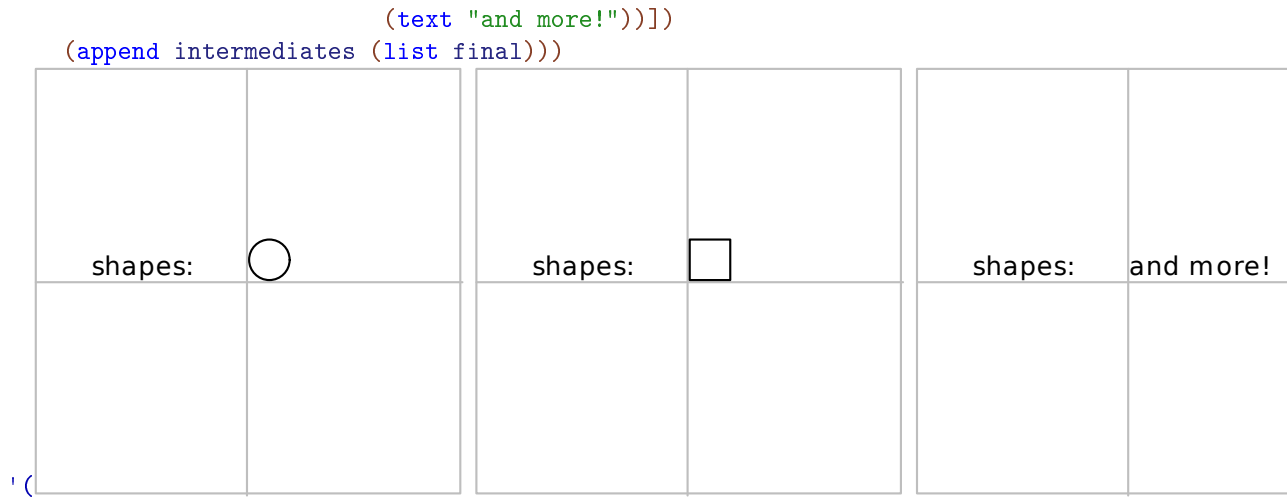 (text "and more!"))])
(append intermediates (list final)))
shapes: shapes: shapes: and more!
'(